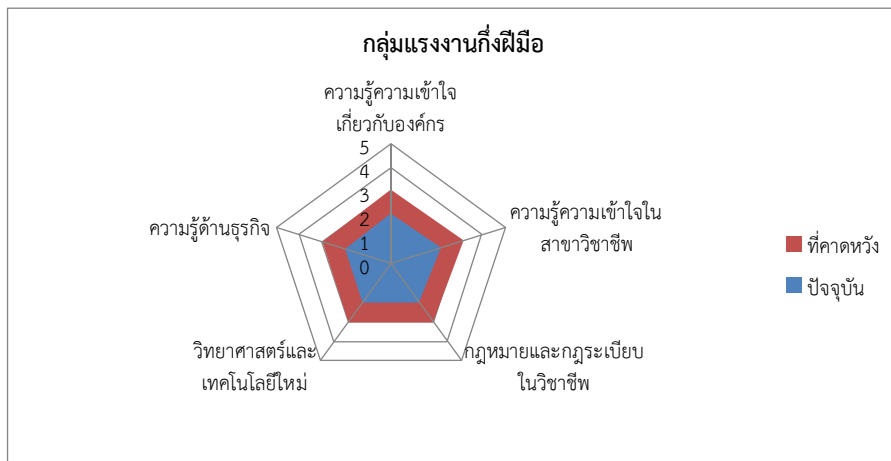 กลุ่มแรงงานกึ่งฝีมือ
ความรู้ความเข้าใจ
เกี่ยวกับองค์กร
5
4
3
2
1
0
ความรู้ความเข้าใจใน
สาขาวิชาชีพ
กฎหมายและกฎระเบียบ
ในวิชาชีพ
วิทยาศาสตร์และ
เทคโนโลยีใหม่
ความรู้ด้านธุรกิจ
ที่คาดหวัง
ปัจจุบัน